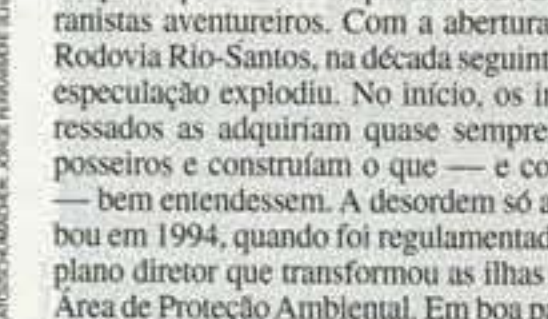 ranistas aventureiros. Com a abertura
Rodovia Rio-Santos, na década seguint
especulação explodiu. No início, os in
ressados as adquiriam quase sempre
posseiros e construíam o que — e co
— bem entendessem. A desordem só a
bou em 1994, quando foi regulamentad
plano diretor que transformou as ilhas
Área de Proteção Ambiental. Em boa pa